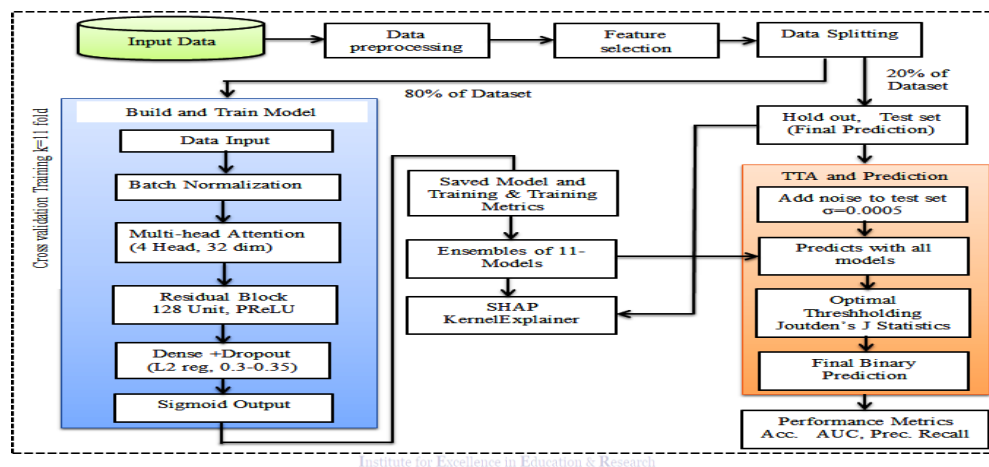 Input Data
Data
preprocessing
Feature
selection
Data Splitting
80% of Dataset
20% of
Dataset
Cross validation Training k=11 fold
Build and Train Model
Data Input
Batch Normalization
Multi-head Attention
(4 Head, 32 dim)
Residual Block
128 Unit, PReLU
Dense +Dropout
(L2 reg, 0.3-0.35)
Sigmoid Output
Saved Model and
Training & Training
Metrics
Ensembles of 11-
Models
SHAP
KernelExplainer
Hold out, Test set
(Final Prediction)
TTA and Prediction
Add noise to test set
σ=0.0005
Predicts with all
models
Optimal
Threshholding
Joutden's J Statistics
Final Binary
Prediction
Performance Metrics
Acc. AUC, Prec. Recall
Institute for Excellence in Education & Research